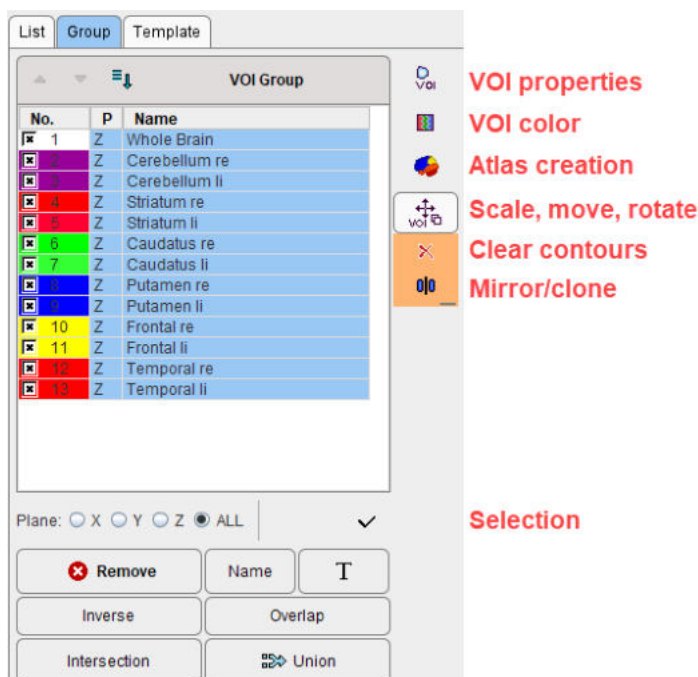 List Group Template
VOI Group
VOI
VOI properties
No. P Name
VOI color
1 Z Whole Brain
2 Z Cerebellum re
Atlas creation
3 Z Cerebellum li
4 Z Striatum re
VOI
Scale, move, rotate
5 Z Striatum li
6 Z Caudatus re
Clear contours
7 Z Caudatus li
8 Z Putamen re
Mirror/clone
9 Z Putamen li
10 Z Frontal re
11 Z Frontal li
12 Z Temporal re
13 Z Temporal li
Plane: X Y Z ALL
Selection
Remove Name T
Inverse Overlap
Intersection Union